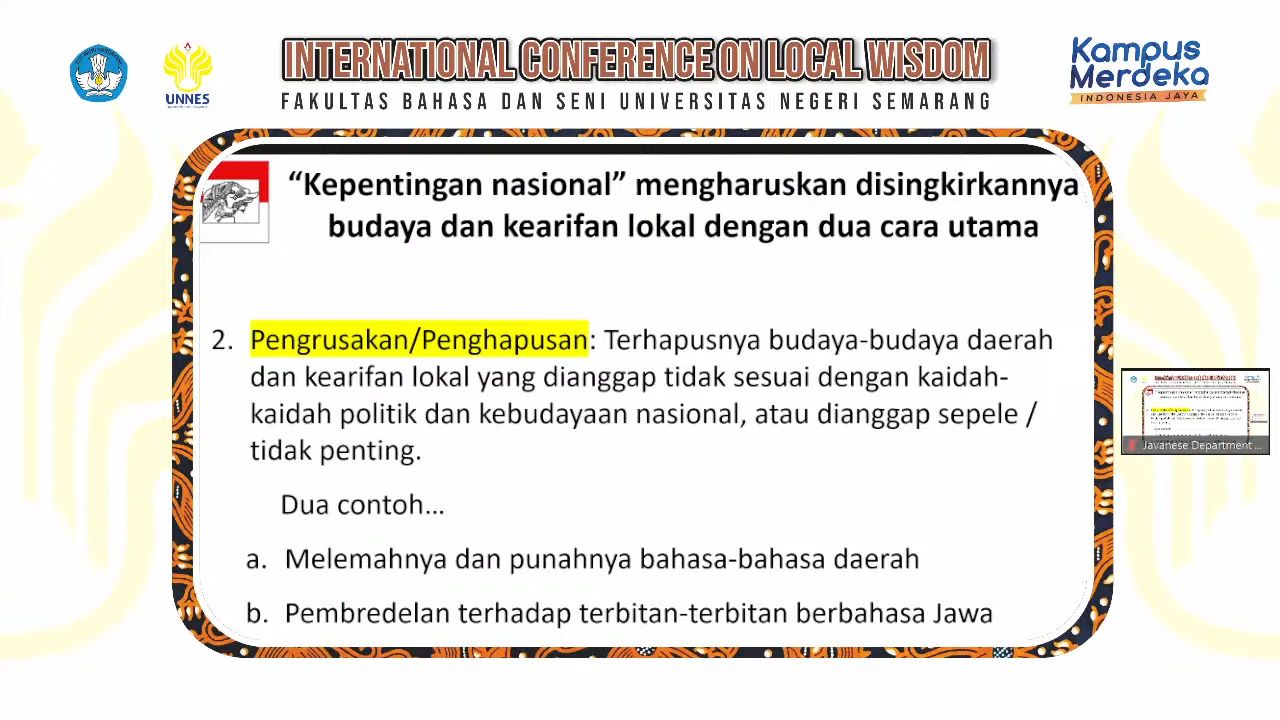 INTERNATIONAL CONFERENCE ON LOCAL WISDOM
FAKULTAS BAHASA DAN SENI UNIVERSITAS NEGERI SEMARANG
UNNES
Kampus
Merdeka
INDONESIA JAYA
“Kepentingan nasional” mengharuskan disingkirkannya
budaya dan kearifan lokal dengan dua cara utama
2. Pengrusakan/Penghapusan: Terhapusnya budaya-budaya daerah
dan kearifan lokal yang dianggap tidak sesuai dengan kaidah-
kaidah politik dan kebudayaan nasional, atau dianggap sepele /
tidak penting.
Dua contoh…
a. Melemahnya dan punahnya bahasa-bahasa daerah
b. Pembredelan terhadap terbitan-terbitan berbahasa Jawa
Javanese Department ...